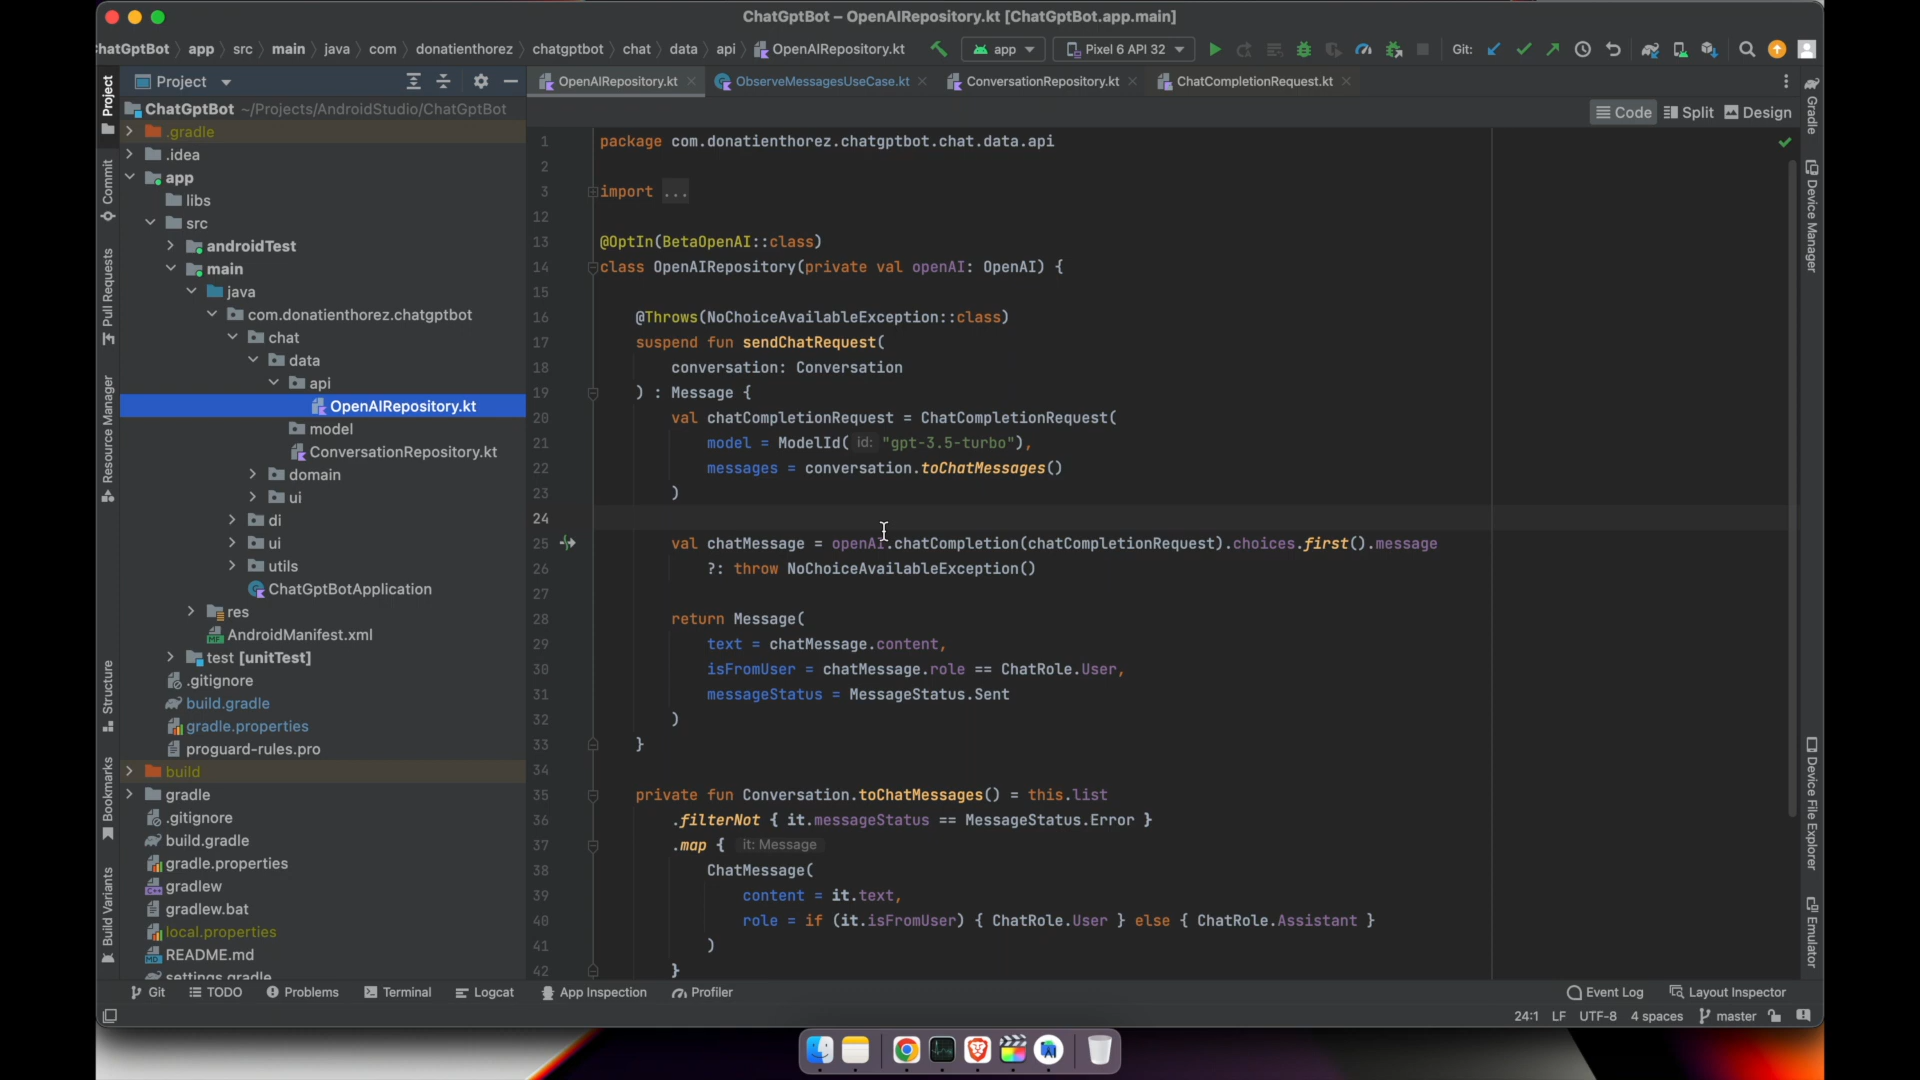 ChatGptBot – OpenAIRepository.kt [ChatGptBot.app.main]
hatGptBot app src main java com donatienthorez chatgptbot chat data api OpenAIRepository.kt app Pixel 6 API 32 Git:
Project
OpenAIRepository.kt ObserveMessagesUseCase.kt ConversationRepository.kt ChatCompletionRequest.kt
Code Split Design
Project
Commit
Pull Requests
Resource Manager
Structure
Bookmarks
Build Variants
ChatGptBot ~/Projects/AndroidStudio/ChatGptBot
.gradle
.idea
app
libs
src
androidTest
main
java
com.donatienthorez.chatgptbot
chat
data
api
OpenAIRepository.kt
model
ConversationRepository.kt
domain
ui
di
ui
utils
ChatGptBotApplication
res
AndroidManifest.xml
test [unitTest]
.gitignore
build.gradle
gradle.properties
proguard-rules.pro
build
gradle
.gitignore
build.gradle
gradle.properties
gradlew
gradlew.bat
local.properties
README.md
settings.gradle
1 package com.donatienthorez.chatgptbot.chat.data.api
2
3 import ...
12
13 @OptIn(BetaOpenAI::class)
14 class OpenAIRepository(private val openAI: OpenAI) {
15
16 @Throws(NoChoiceAvailableException::class)
17 suspend fun sendChatRequest(
18 conversation: Conversation
19 ) : Message {
20 val chatCompletionRequest = ChatCompletionRequest(
21 model = ModelId( id: "gpt-3.5-turbo"),
22 messages = conversation.toChatMessages()
23 )
24
25 val chatMessage = openAI.chatCompletion(chatCompletionRequest).choices.first().message
26 ?: throw NoChoiceAvailableException()
27
28 return Message(
29 text = chatMessage.content,
30 isFromUser = chatMessage.role == ChatRole.User,
31 messageStatus = MessageStatus.Sent
32 )
33 }
34
35 private fun Conversation.toChatMessages() = this.list
36 .filterNot { it.messageStatus == MessageStatus.Error }
37 .map { it: Message
38 ChatMessage(
39 content = it.text,
40 role = if (it.isFromUser) { ChatRole.User } else { ChatRole.Assistant }
41 )
42 }
Gradle
Device Manager
Device File Explorer
Emulator
Git TODO Problems Terminal Logcat App Inspection Profiler Event Log Layout Inspector
24:1 LF UTF-8 4 spaces master